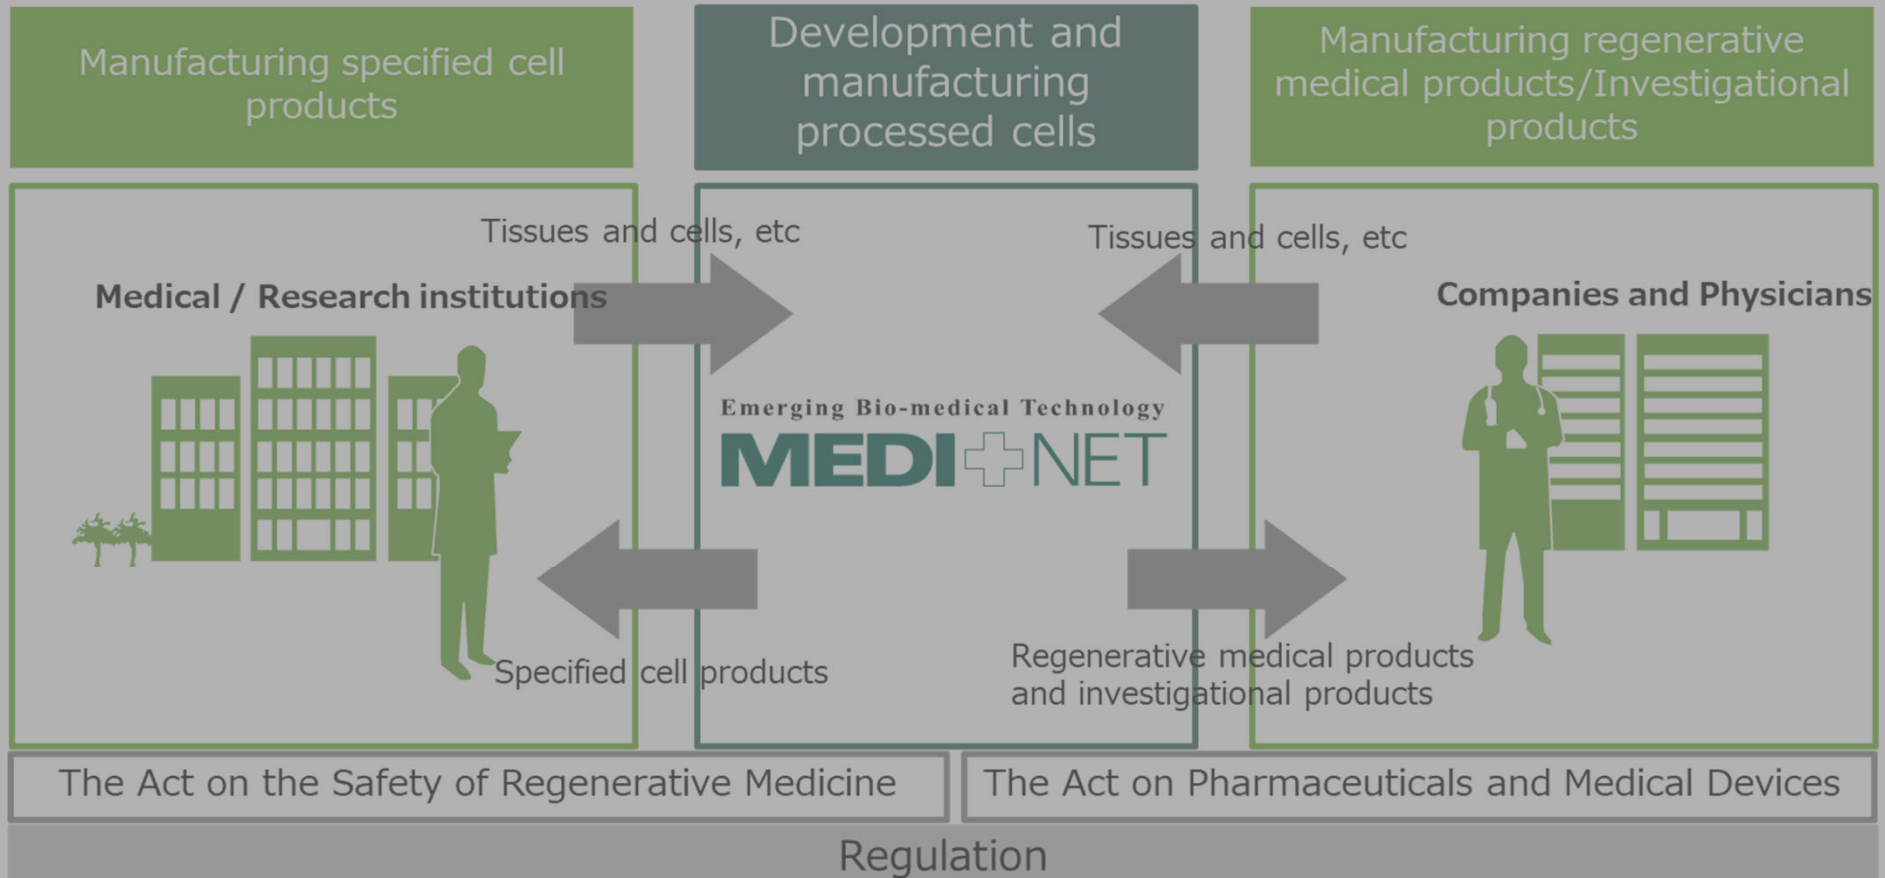 Manufacturing specified cell
products
Development and
manufacturing
processed cells
Manufacturing regenerative
medical products/Investigational
products
Tissues and cells, etc
Tissues and cells, etc
Medical / Research institutions
Companies and Physicians
Emerging Bio-medical Technology
MEDI NET
Specified cell products
Regenerative medical products
and investigational products
The Act on the Safety of Regenerative Medicine
The Act on Pharmaceuticals and Medical Devices
Regulation